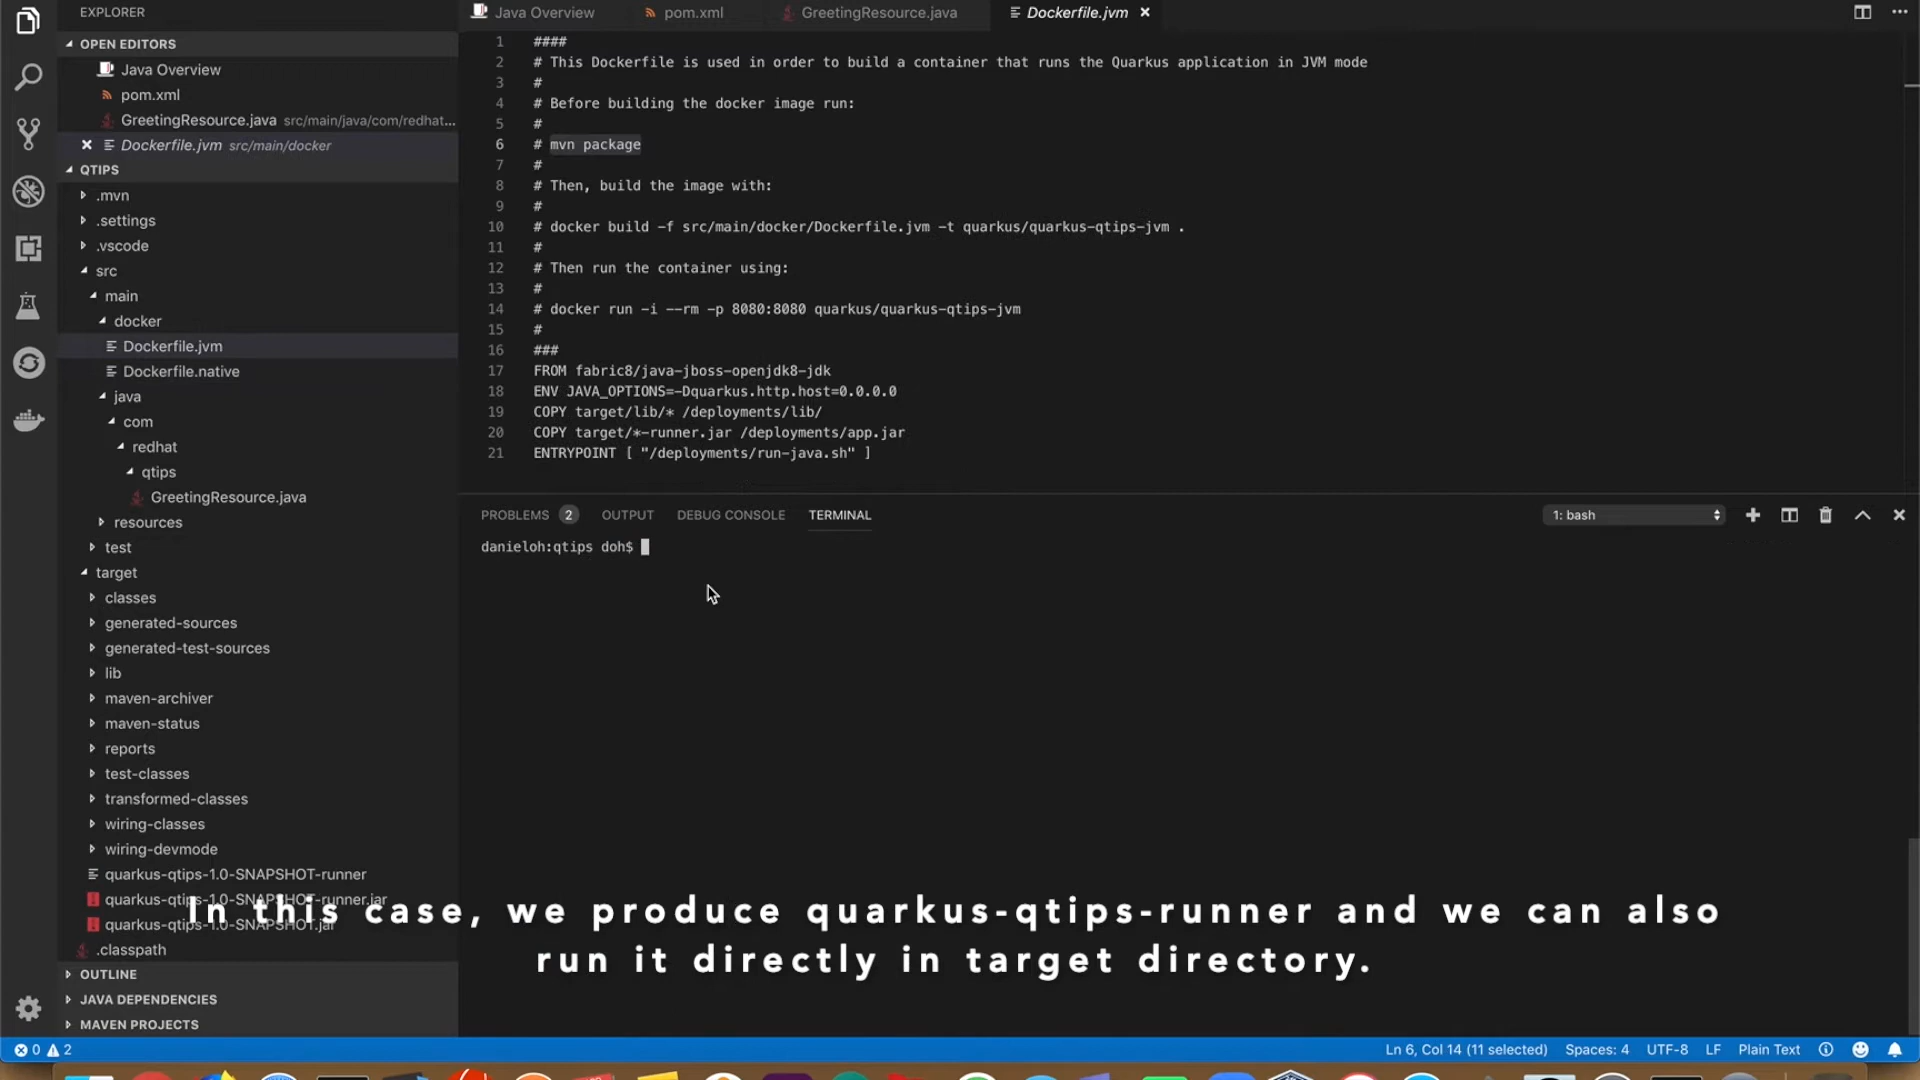 EXPLORER
OPEN EDITORS
Java Overview
pom.xml
GreetingResource.java src/main/java/com/redhat...
Dockerfile.jvm src/main/docker
QTIPS
.mvn
.settings
.vscode
src
main
docker
Dockerfile.jvm
Dockerfile.native
java
com
redhat
qtips
GreetingResource.java
resources
test
target
classes
generated-sources
generated-test-sources
lib
maven-archiver
maven-status
reports
test-classes
transformed-classes
wiring-classes
wiring-devmode
quarkus-qtips-1.0-SNAPSHOT-runner
quarkus-qtips-1.0-SNAPSHOT-runner.jar
quarkus-qtips-1.0-SNAPSHOT.jar
.classpath
OUTLINE
JAVA DEPENDENCIES
MAVEN PROJECTS
Java Overview pom.xml GreetingResource.java Dockerfile.jvm
1 ####
2 # This Dockerfile is used in order to build a container that runs the Quarkus application in JVM mode
3 #
4 # Before building the docker image run:
5 #
6 # mvn package
7 #
8 # Then, build the image with:
9 #
10 # docker build -f src/main/docker/Dockerfile.jvm -t quarkus/quarkus-qtips-jvm .
11 #
12 # Then run the container using:
13 #
14 # docker run -i --rm -p 8080:8080 quarkus/quarkus-qtips-jvm
15 #
16 ###
17 FROM fabric8/java-jboss-openjdk8-jdk
18 ENV JAVA_OPTIONS=-Dquarkus.http.host=0.0.0.0
19 COPY target/lib/* /deployments/lib/
20 COPY target/*-runner.jar /deployments/app.jar
21 ENTRYPOINT [ "/deployments/run-java.sh" ]
PROBLEMS 2 OUTPUT DEBUG CONSOLE TERMINAL 1: bash
danieloh:qtips doh$
In this case, we produce quarkus-qtips-runner and we can also
run it directly in target directory.
0 2 Ln 6, Col 14 (11 selected) Spaces: 4 UTF-8 LF Plain Text